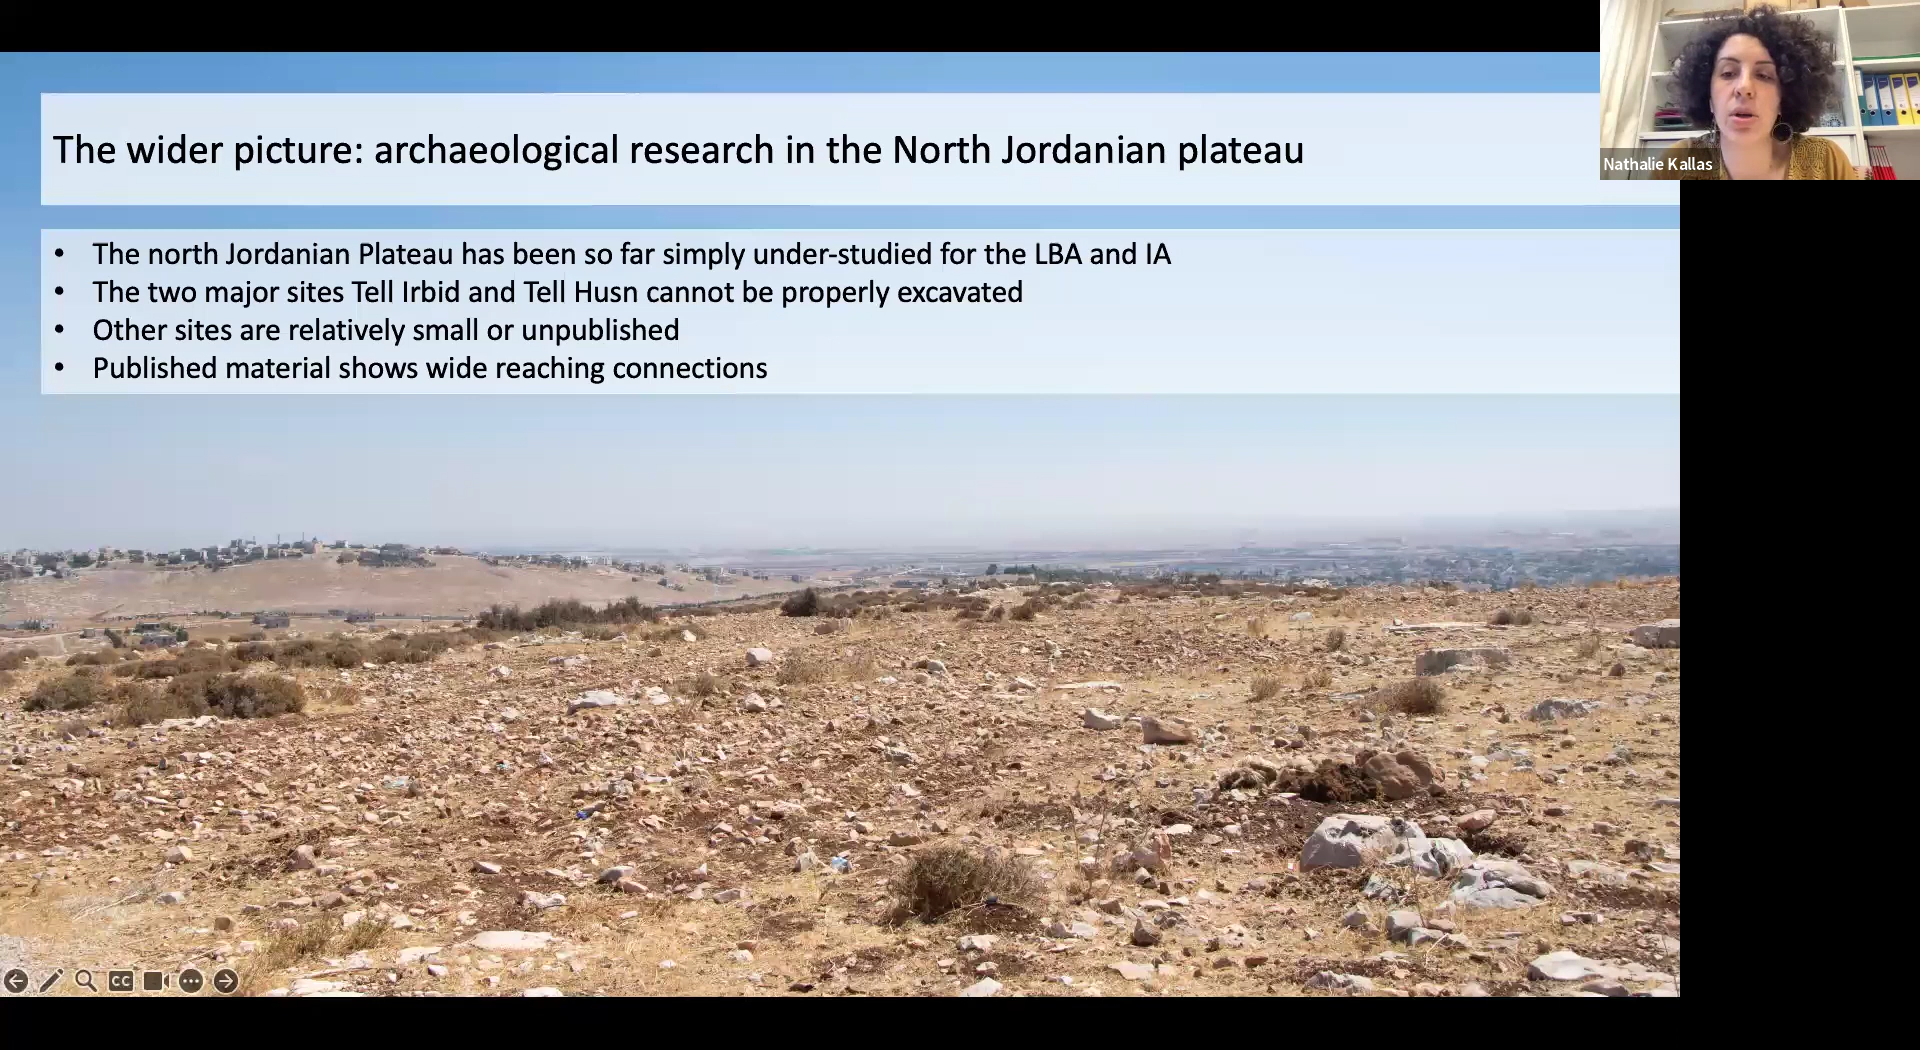 The wider picture: archaeological research in the North Jordanian plateau
• The north Jordanian Plateau has been so far simply under-studied for the LBA and IA
• The two major sites Tell Irbid and Tell Husn cannot be properly excavated
• Other sites are relatively small or unpublished
• Published material shows wide reaching connections
Nathalie Kallas
CC